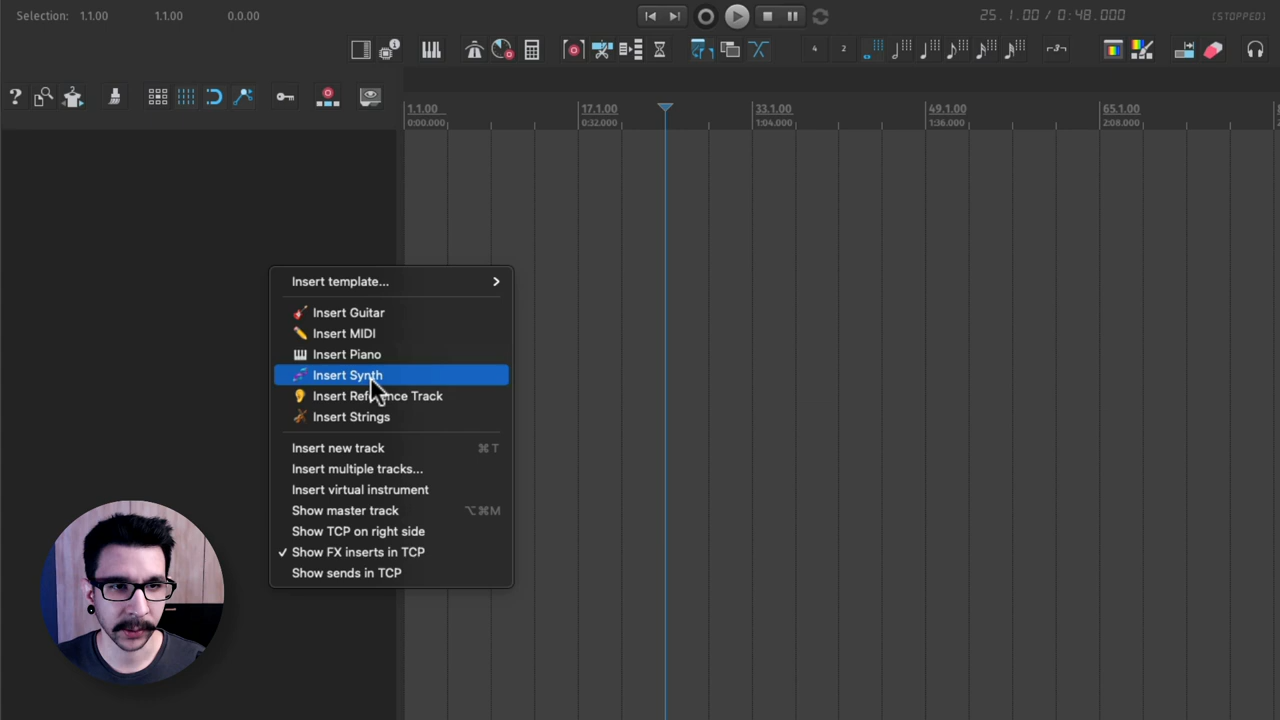 Selection: 1.1.00 1.1.00 0.0.00
25.1.00 / 0:48.000 [STOPPED]
4 2 3
?
1.1.00 17.1.00 33.1.00 49.1.00 65.1.00
0:00.000 0:32.000 1:04.000 1:36.000 2:08.000
Insert template...
Insert Guitar
Insert MIDI
Insert Piano
Insert Synth
Insert Reference Track
Insert Strings
Insert new track ⌘T
Insert multiple tracks...
Insert virtual instrument
Show master track ⌥⌘M
Show TCP on right side
✓ Show FX inserts in TCP
Show sends in TCP